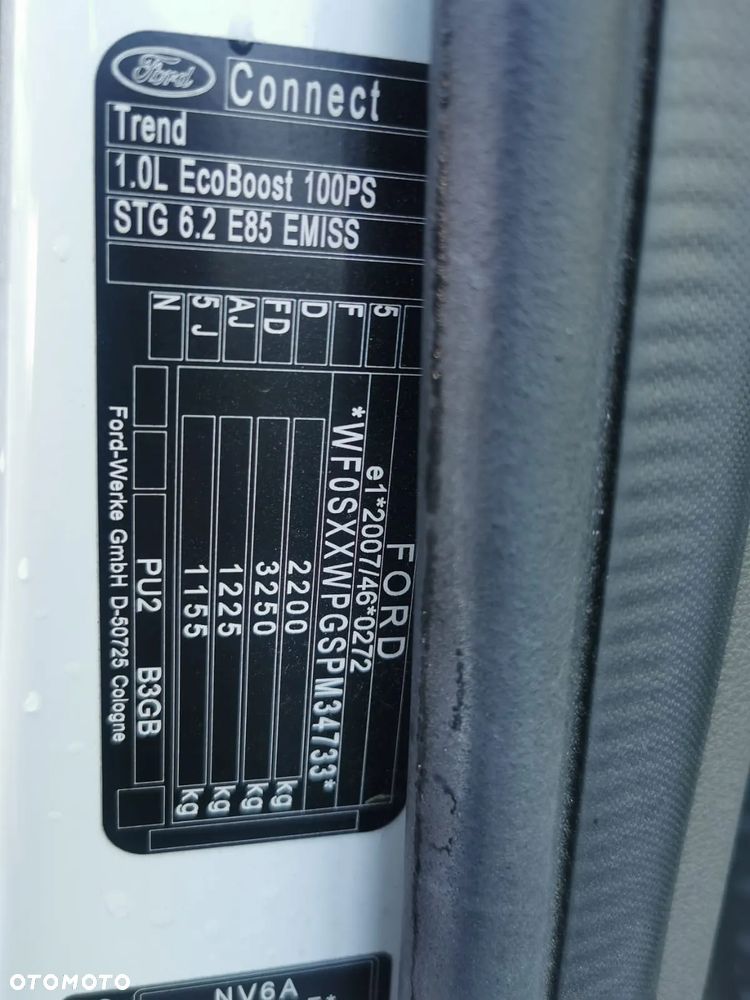 Ford
Connect
Trend
1.0L EcoBoost 100PS
STG 6.2 E85 EMISS
5
F
D
FD
AJ
5J
N
FORD
e1*2007/46*0272
*WF0SXXWPGSPM34733*
2200 kg
3250 kg
1225 kg
1155 kg
PU2 B3GB
Ford-Werke GmbH D-50725 Cologne
NV6A
OTOMOTO